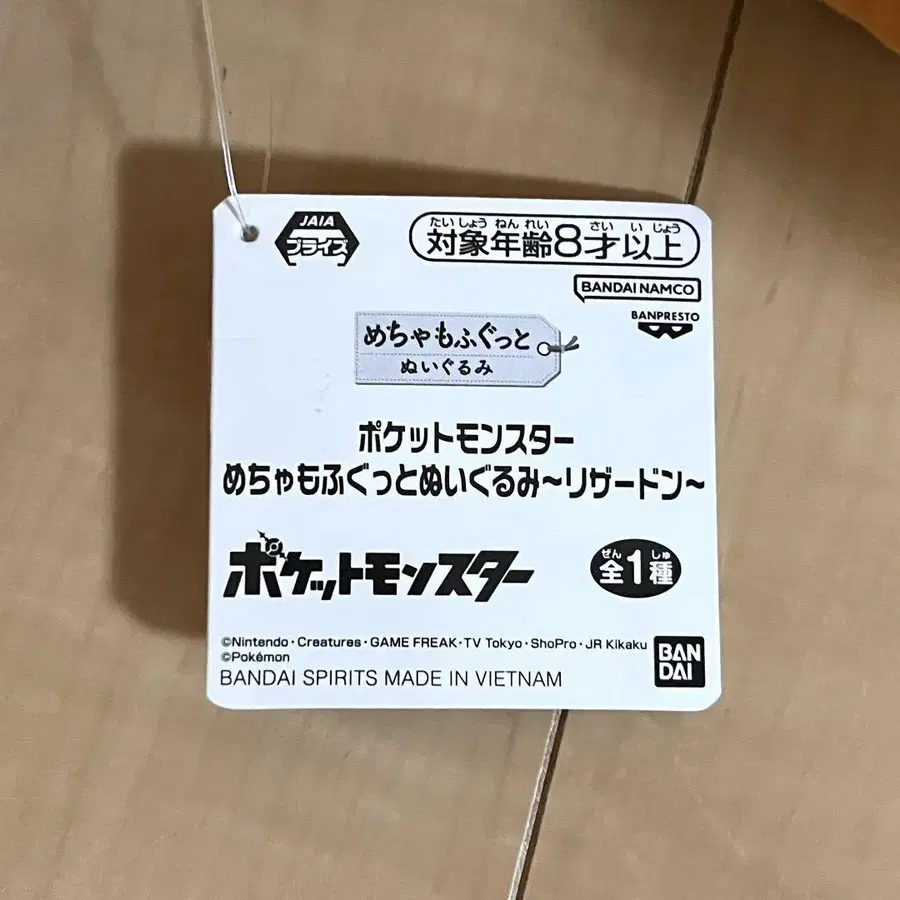 JAIA
プライズ
たいしょうねんれい さい いじょう
対象年齢8才以上
BANDAI NAMCO
BANPRESTO
めちゃもふぐっと
ぬいぐるみ
ポケットモンスター
めちゃもふぐっとぬいぐるみ～リザードン～
ポケットモンスター
ぜん しゅ
全1種
©Nintendo・Creatures・GAME FREAK・TV Tokyo・ShoPro・JR Kikaku
©Pokémon
BANDAI SPIRITS MADE IN VIETNAM
BAN
DAI